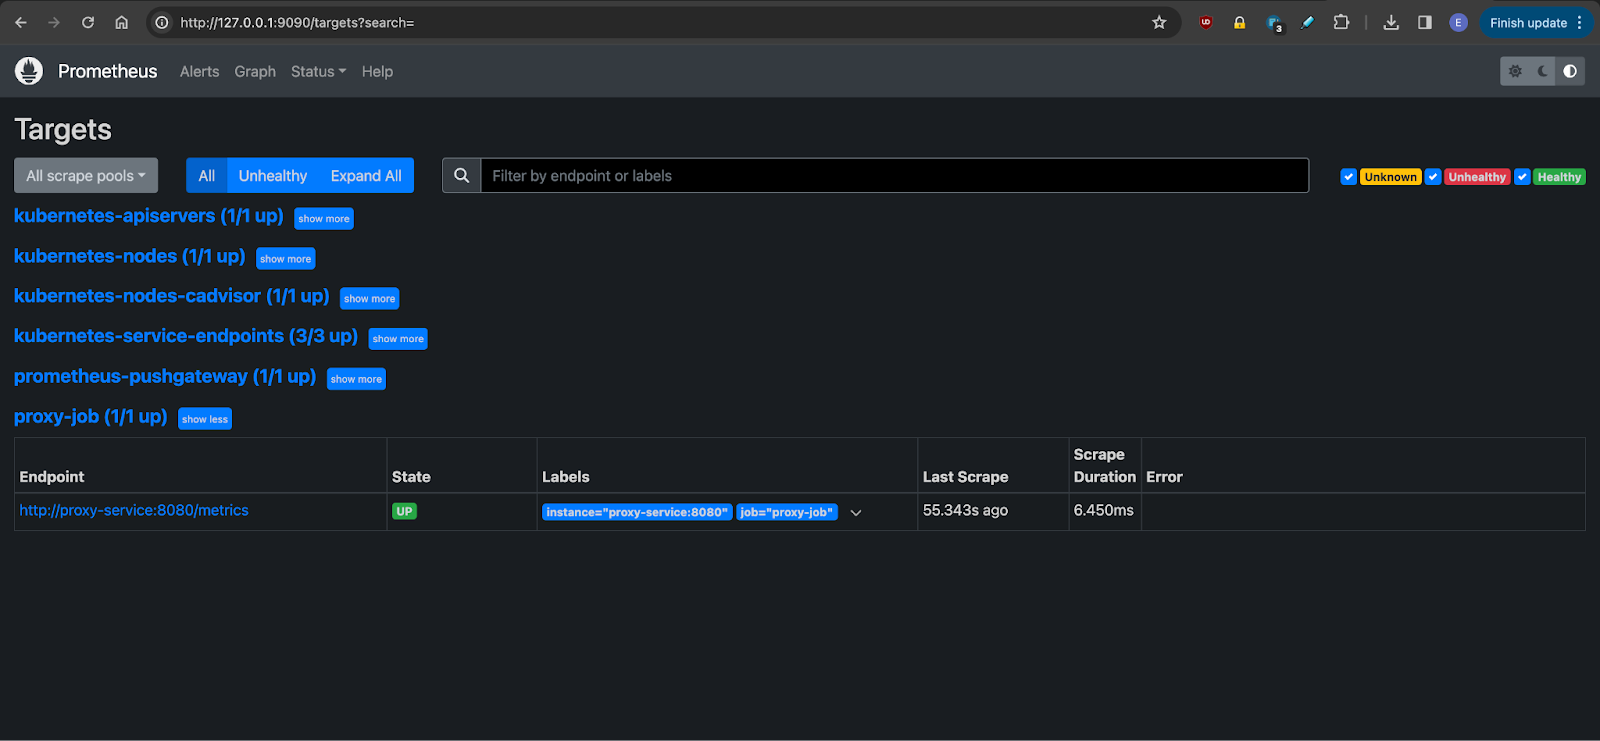 http://127.0.0.1:9090/targets?search=
UD
3
E
Finish update
Prometheus Alerts Graph Status Help
Targets
All scrape pools
All Unhealthy Expand All
Filter by endpoint or labels
Unknown Unhealthy Healthy
kubernetes-apiservers (1/1 up) show more
kubernetes-nodes (1/1 up) show more
kubernetes-nodes-cadvisor (1/1 up) show more
kubernetes-service-endpoints (3/3 up) show more
prometheus-pushgateway (1/1 up) show more
proxy-job (1/1 up) show less
Endpoint State Labels Last Scrape Scrape Duration Error
http://proxy-service:8080/metrics UP instance="proxy-service:8080" job="proxy-job" 55.343s ago 6.450ms